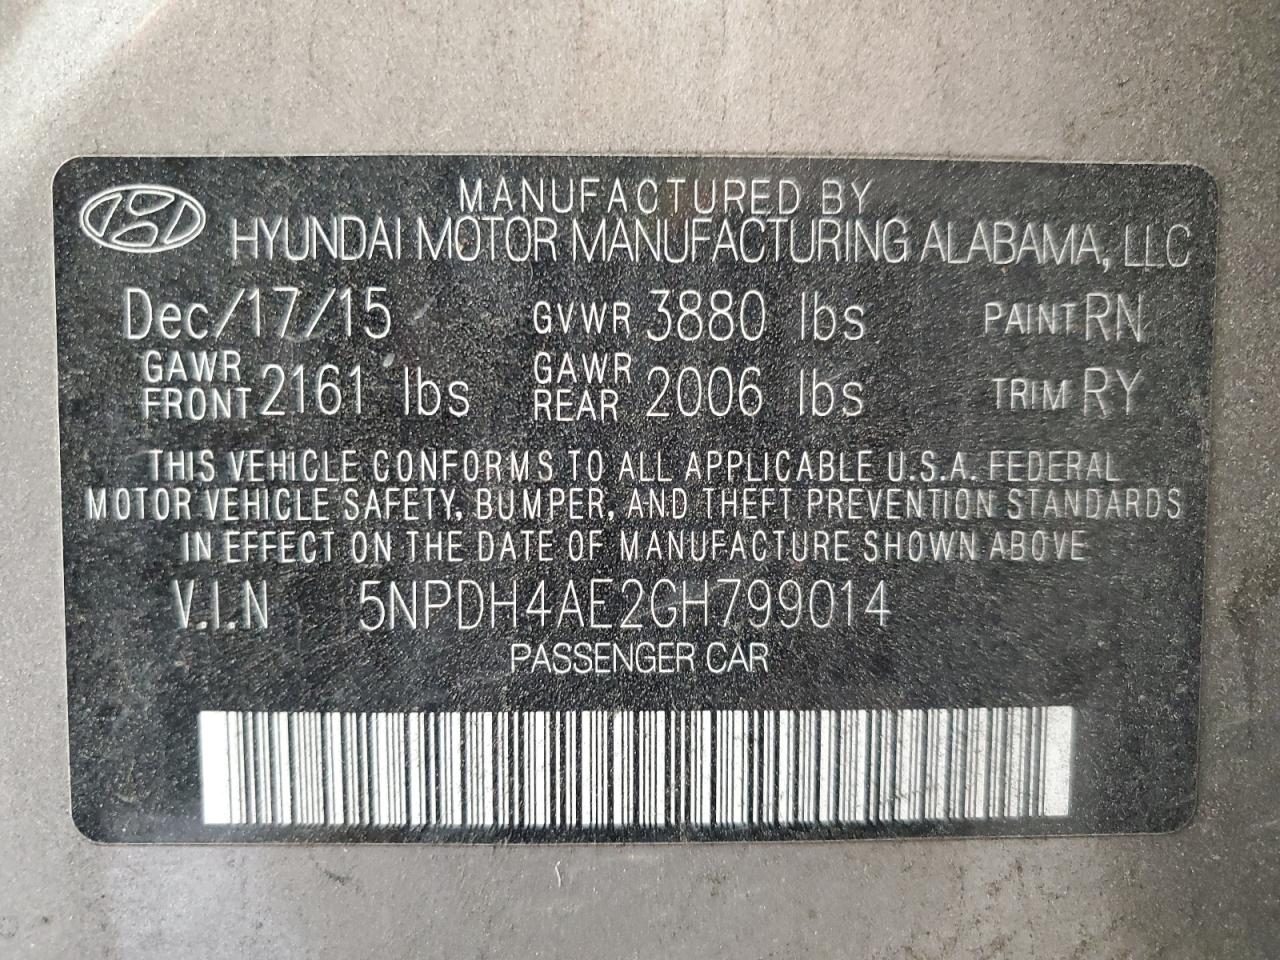 MANUFACTURED BY
HYUNDAI MOTOR MANUFACTURING ALABAMA, LLC
Dec/17/15 GVWR 3880 lbs PAINT RN
GAWR FRONT 2161 lbs GAWR REAR 2006 lbs TRIM RY
THIS VEHICLE CONFORMS TO ALL APPLICABLE U.S.A. FEDERAL
MOTOR VEHICLE SAFETY, BUMPER, AND THEFT PREVENTION STANDARDS
IN EFFECT ON THE DATE OF MANUFACTURE SHOWN ABOVE
V.I.N 5NPDH4AE2GH799014
PASSENGER CAR